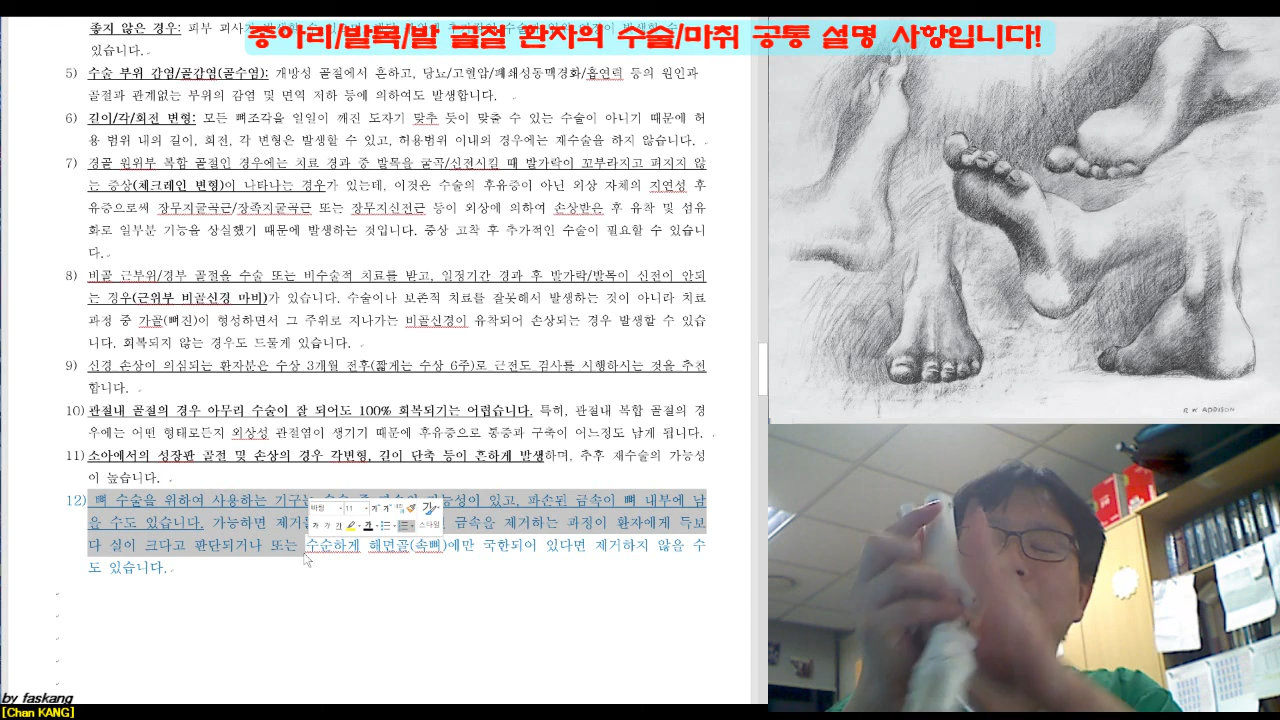 종아리/발목/발 골절 환자의 수술/마취 공통 설명 사항입니다!
좋지 않은 경우: 피부 괴사가
있습니다.
5) 수술 부위 감염/골감염(골수염): 개방성 골절에서 흔하고, 당뇨/고혈압/폐쇄성동맥경화/흡연력 등의 원인과
골절과 관계없는 부위의 감염 및 면역 저하 등에 의하여도 발생합니다.
6) 길이/각/회전 변형: 모든 뼈조각을 일일이 깨진 도자기 맞추 듯이 맞출 수 있는 수술이 아니기 때문에 허
용 범위 내의 길이, 회전, 각 변형은 발생할 수 있고, 허용범위 이내의 경우에는 재수술을 하지 않습니다.
7) 경골 원위부 복합 골절인 경우에는 치료 경과 중 발목을 굴곡/신전시킬 때 발가락이 꼬부라지고 펴지지 않
는 증상(체크레인 변형)이 나타나는 경우가 있는데, 이것은 수술의 후유증이 아닌 외상 자체의 지연성 후
유증으로써 장무지굴곡근/장족지굴곡근 또는 장무지신전근 등이 외상에 의하여 손상받은 후 유착 및 섬유
화로 일부분 기능을 상실했기 때문에 발생하는 것입니다. 증상 고착 후 추가적인 수술이 필요할 수 있습니
다.
8) 비골 근부위/경부 골절을 수술 또는 비수술적 치료를 받고, 일정기간 경과 후 발가락/발목이 신전이 안되
는 경우(근위부 비골신경 마비)가 있습니다. 수술이나 보존적 치료를 잘못해서 발생하는 것이 아니라 치료
과정 중 가골(뼈진)이 형성하면서 그 주위로 지나가는 비골신경이 유착되어 손상되는 경우 발생할 수 있습
니다. 회복되지 않는 경우도 드물게 있습니다.
9) 신경 손상이 의심되는 환자분은 수상 3개월 전후(짧게는 수상 6주)로 근전도 검사를 시행하시는 것을 추천
합니다.
10) 관절내 골절의 경우 아무리 수술이 잘 되어도 100% 회복되기는 어렵습니다. 특히, 관절내 복합 골절의 경
우에는 어떤 형태로든지 외상성 관절염이 생기기 때문에 후유증으로 통증과 구축이 어느정도 남게 됩니다.
11) 소아에서의 성장판 골절 및 손상의 경우 각변형, 길이 단축 등이 흔하게 발생하며, 추후 재수술의 가능성
이 높습니다.
12) 뼈 수술을 위하여 사용하는 기구는 있고, 파손된 금속이 뼈 내부에 남
을 수도 있습니다. 가능하면 금속을 제거하는 과정이 환자에게 득보
다 실이 크다고 판단되거나 또는 수순하게 해면골(속뼈)에만 국한되어 있다면 제거하지 않을 수
도 있습니다.
바탕 11
가 가 가 스타일
R W ADDISON
by faskang
[Chan KANG]